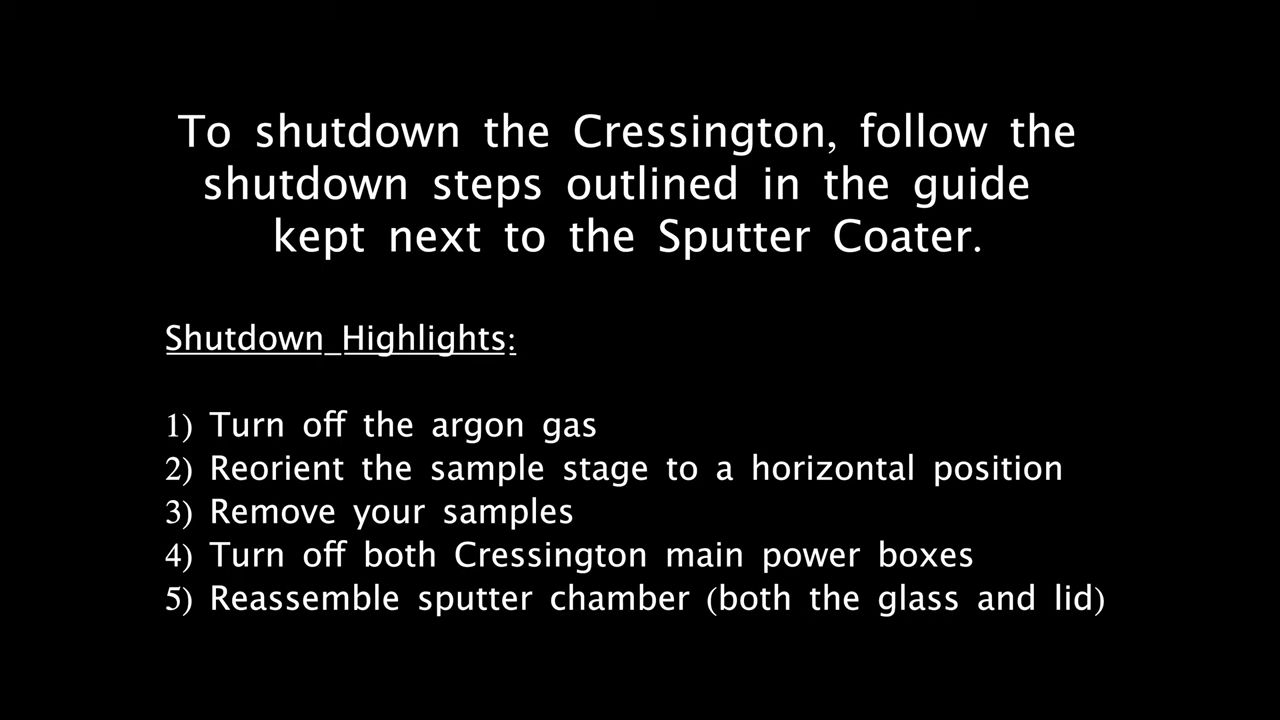 To shutdown the Cressington, follow the
shutdown steps outlined in the guide
kept next to the Sputter Coater.
Shutdown Highlights:
1) Turn off the argon gas
2) Reorient the sample stage to a horizontal position
3) Remove your samples
4) Turn off both Cressington main power boxes
5) Reassemble sputter chamber (both the glass and lid)